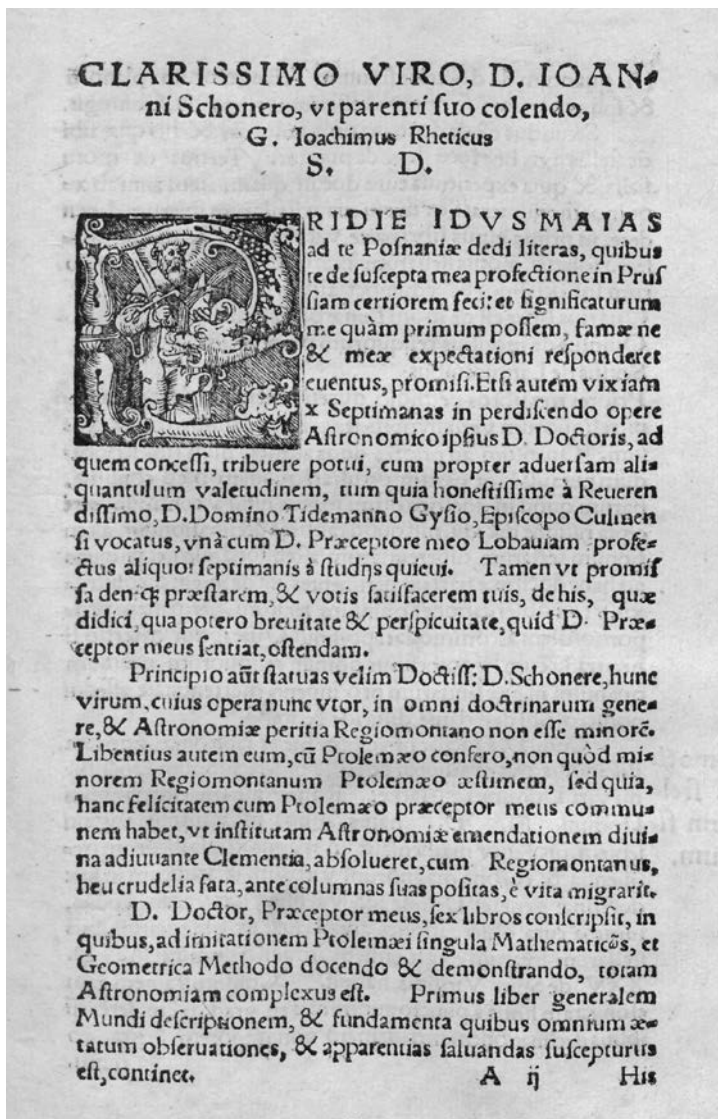 CLARISSIMO VIRO, D. IOAN-
ni Schonero, vt parenti suo colendo,
G. Ioachimus Rheticus
S. D.
PRIDIE IDVS MAIAS
ad te Posnaniæ dedi literas, quibus
te de suscepta mea profectione in Prus
siam certiorem feci: et significaturum
me quàm primum possem, famæ ne
& meæ expectationi responderet
euentus, promisi. Etsi autem vix iam
x Septimanas in perdiscendo opere
Astronomico ipsius D. Doctoris, ad
quem concessi, tribuere potui, cum propter aduersam ali-
quantulum valetudinem, tum quia honestissime à Reueren
dissimo, D. Domino Tidemanno Gysio, Episcopo Culmen
si vocatus, vnà cum D. Præceptore meo Lobauiam profe-
ctus aliquot septimanis à studijs quieui. Tamen vt promis
sa deniqꝫ præstarem, & votis satisfacerem tuis, de his, quæ
didici, qua potero breuitate & perspicuitate, quid D. Præ-
ceptor meus sentiat, ostendam.
Principio aūt statuas velim Doctiss: D. Schonere, hunc
virum, cuius opera nunc vtor, in omni doctrinarum gene-
re, & Astronomiæ peritia Regiomontano non esse minorē.
Libentius autem eum, cū Ptolemæo confero, non quòd mi-
norem Regiomontanum Ptolemæo æstimem, sed quia,
hanc felicitatem cum Ptolemæo præceptor meus commu-
nem habet, vt institutam Astronomiæ emendationem diui-
na adiuuante Clementia, absolueret, cum Regiomontanus,
heu crudelia fata, ante columnas suas positas, è vita migrarit.
D. Doctor, Præceptor meus, sex libros conscripsit, in
quibus, ad imitationem Ptolemæi singula Mathematicω̃s, et
Geometrica Methodo docendo & demonstrando, totam
Astronomiam complexus est. Primus liber generalem
Mundi descriptionem, & fundamenta quibus omnium æ-
tatum obseruationes, & apparentias saluandas suscepturus
est, continet. A ij His